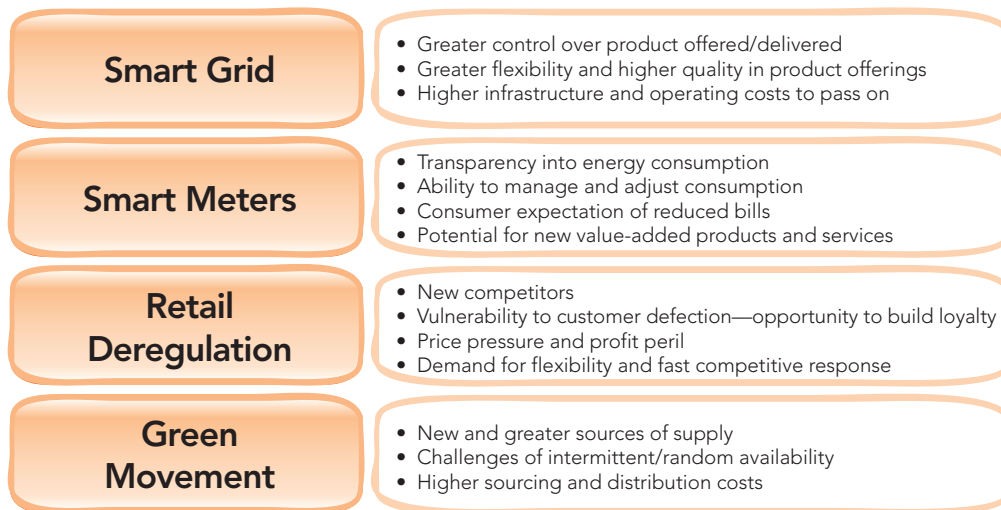 Smart Grid
• Greater control over product offered/delivered
• Greater flexibility and higher quality in product offerings
• Higher infrastructure and operating costs to pass on
Smart Meters
• Transparency into energy consumption
• Ability to manage and adjust consumption
• Consumer expectation of reduced bills
• Potential for new value-added products and services
Retail
Deregulation
• New competitors
• Vulnerability to customer defection—opportunity to build loyalty
• Price pressure and profit peril
• Demand for flexibility and fast competitive response
Green
Movement
• New and greater sources of supply
• Challenges of intermittent/random availability
• Higher sourcing and distribution costs